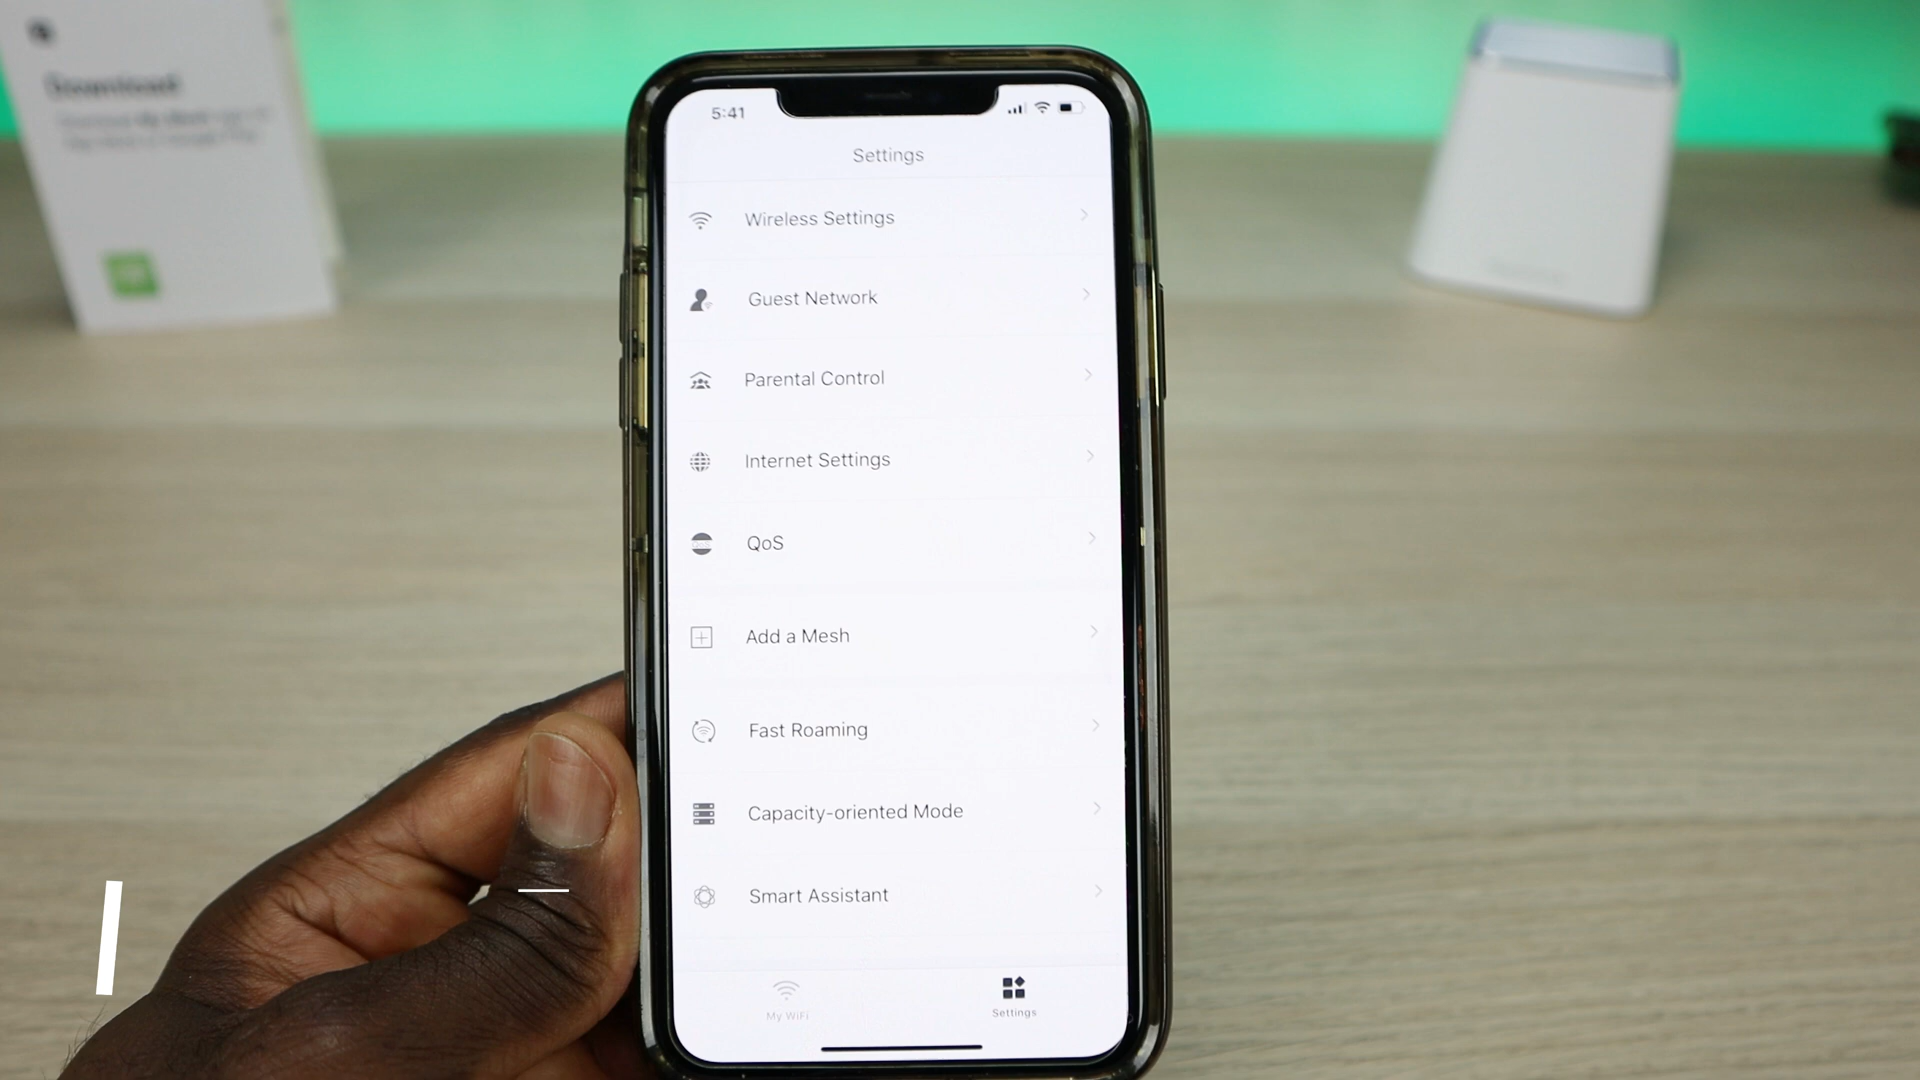 Download
5:41
Settings
Wireless Settings
Guest Network
Parental Control
Internet Settings
QoS
Add a Mesh
Fast Roaming
Capacity-oriented Mode
Smart Assistant
My WiFi
Settings